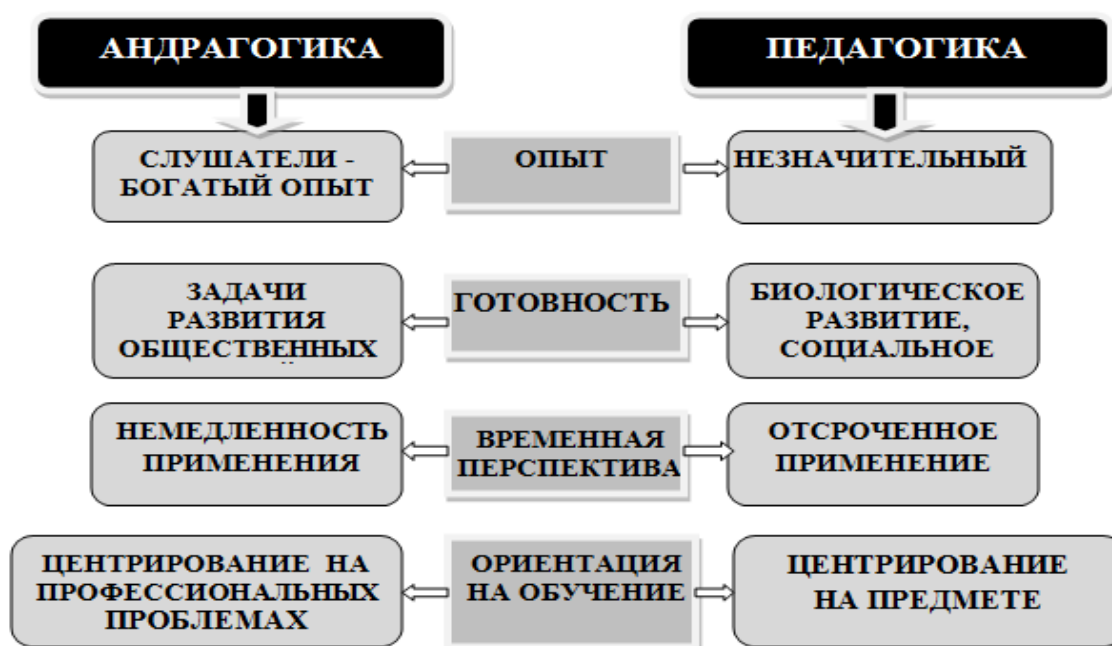 АНДРАГОГИКА
ПЕДАГОГИКА
СЛУШАТЕЛИ -
БОГАТЫЙ ОПЫТ
ОПЫТ
НЕЗНАЧИТЕЛЬНЫЙ
ЗАДАЧИ
РАЗВИТИЯ
ОБЩЕСТВЕННЫХ
ГОТОВНОСТЬ
БИОЛОГИЧЕСКОЕ
РАЗВИТИЕ,
СОЦИАЛЬНОЕ
НЕМЕДЛЕННОСТЬ
ПРИМЕНЕНИЯ
ВРЕМЕННАЯ
ПЕРСПЕКТИВА
ОТСРОЧЕННОЕ
ПРИМЕНЕНИЕ
ЦЕНТРИРОВАНИЕ НА
ПРОФЕССИОНАЛЬНЫХ
ПРОБЛЕМАХ
ОРИЕНТАЦИЯ
НА ОБУЧЕНИЕ
ЦЕНТРИРОВАНИЕ
НА ПРЕДМЕТЕ